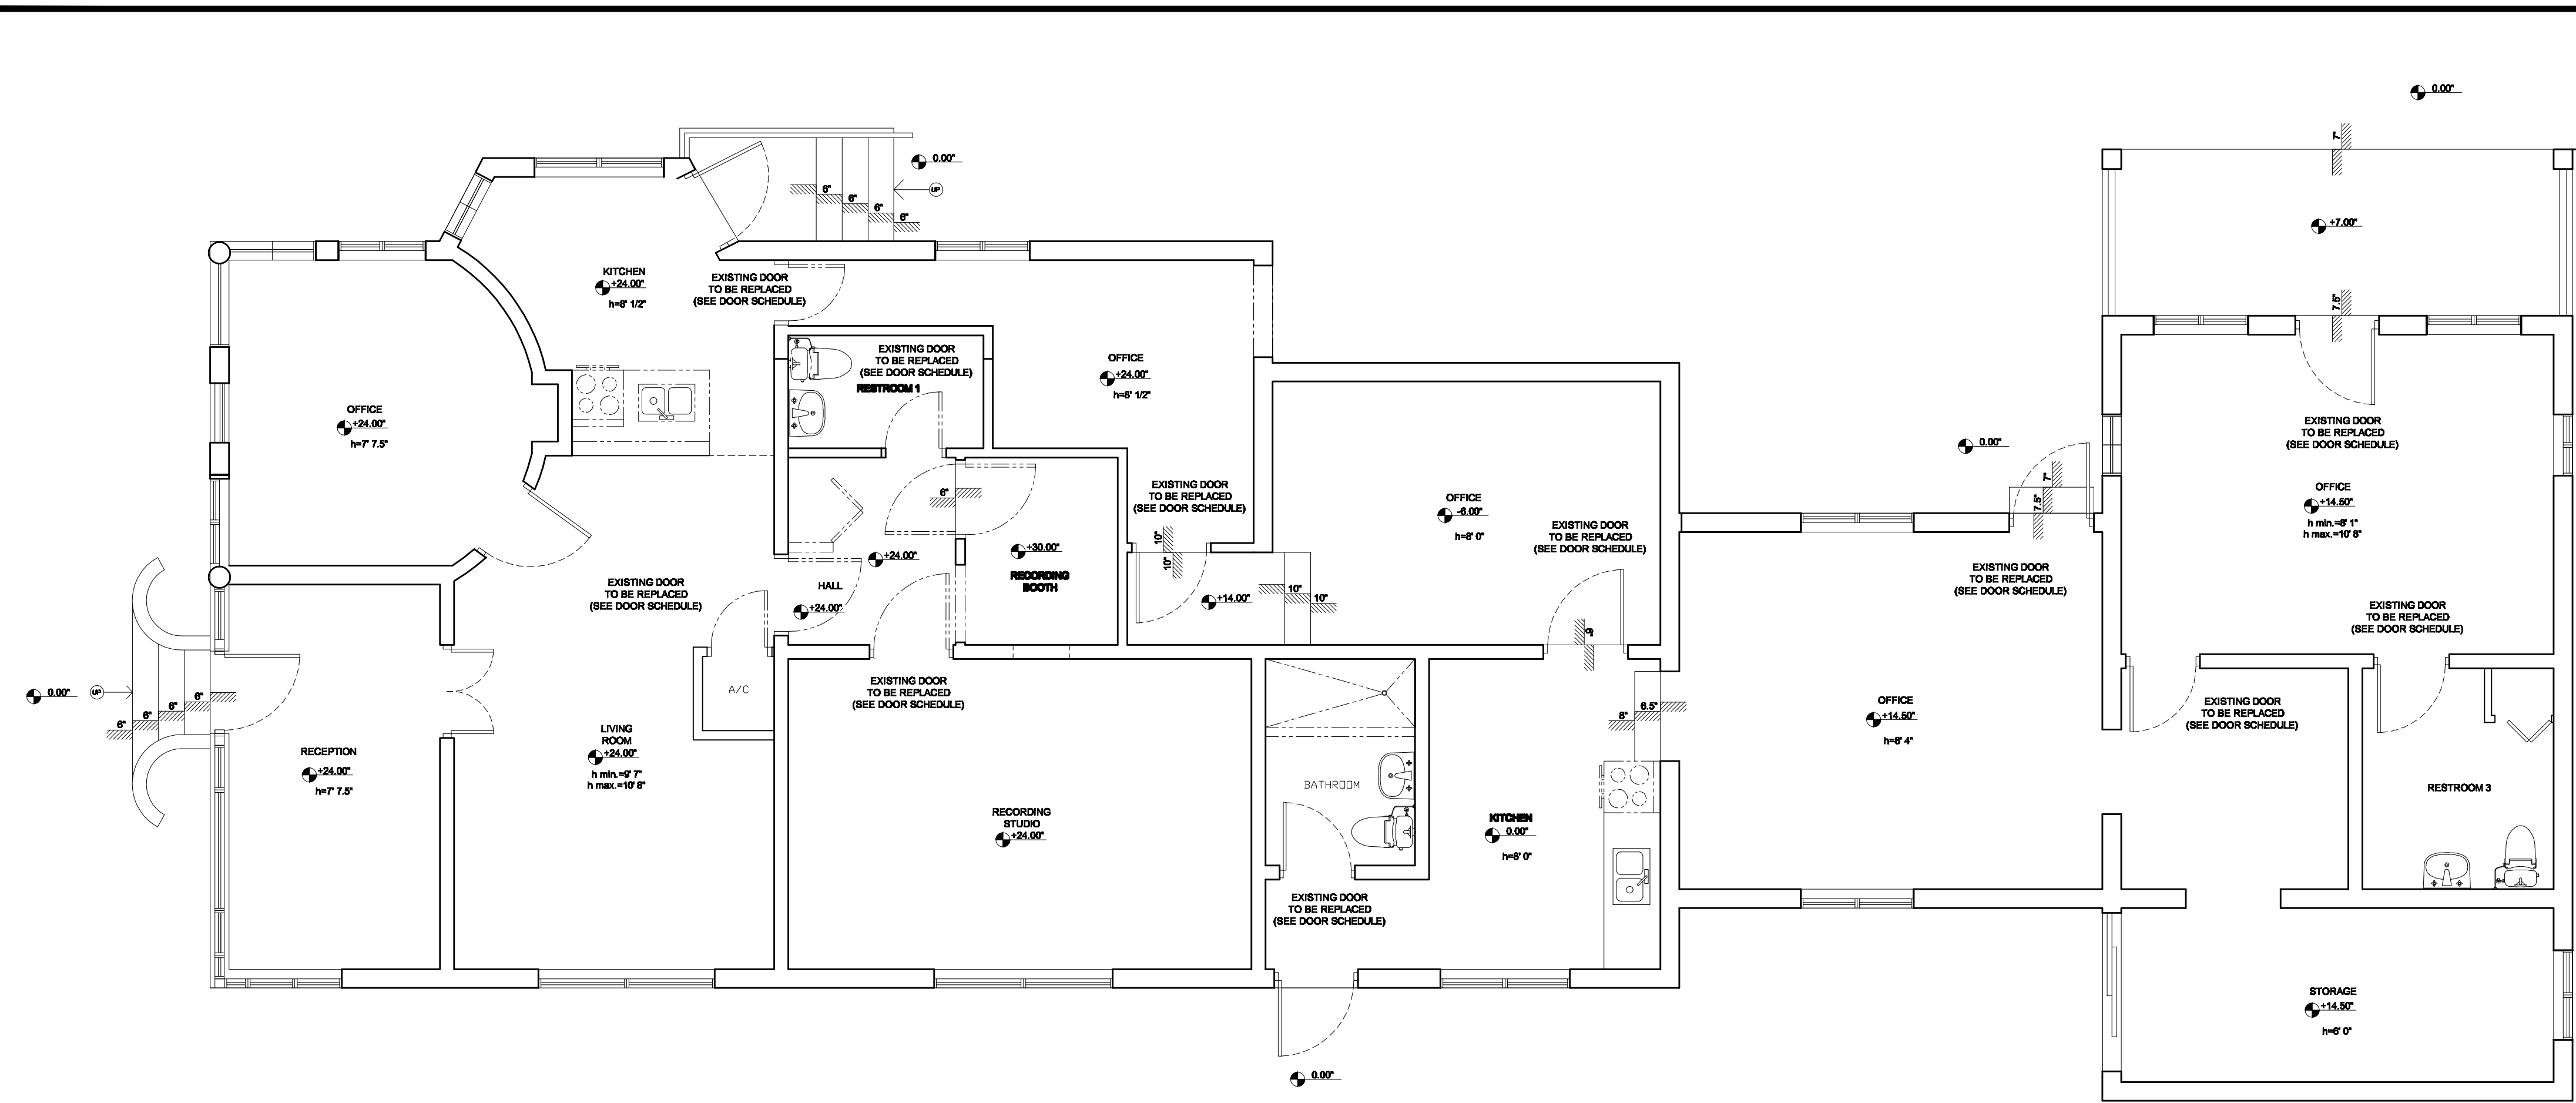 0.00"
0.00"
UP
6"
6"
6"
6"
7"
+7.00"
7.5"
KITCHEN
+24.00"
h=8' 1/2"
EXISTING DOOR
TO BE REPLACED
(SEE DOOR SCHEDULE)
EXISTING DOOR
TO BE REPLACED
(SEE DOOR SCHEDULE)
RESTROOM 1
OFFICE
+24.00"
h=8' 1/2"
OFFICE
+24.00"
h=7' 7.5"
EXISTING DOOR
TO BE REPLACED
(SEE DOOR SCHEDULE)
OFFICE
-6.00"
h=8' 0"
EXISTING DOOR
TO BE REPLACED
(SEE DOOR SCHEDULE)
0.00"
7"
7.5"
EXISTING DOOR
TO BE REPLACED
(SEE DOOR SCHEDULE)
EXISTING DOOR
TO BE REPLACED
(SEE DOOR SCHEDULE)
OFFICE
+14.50"
h min.=8' 1"
h max.=10' 8"
EXISTING DOOR
TO BE REPLACED
(SEE DOOR SCHEDULE)
6"
+24.00"
+30.00"
RECORDING
BOOTH
10"
10"
HALL
+24.00"
+14.00"
10"
10"
6"
EXISTING DOOR
TO BE REPLACED
(SEE DOOR SCHEDULE)
0.00"
UP
6"
6"
6"
6"
A/C
EXISTING DOOR
TO BE REPLACED
(SEE DOOR SCHEDULE)
8"
6.5"
OFFICE
+14.50"
h=8' 4"
EXISTING DOOR
TO BE REPLACED
(SEE DOOR SCHEDULE)
RECEPTION
+24.00"
h=7' 7.5"
LIVING
ROOM
+24.00"
h min.=9' 7"
h max.=10' 8"
RECORDING
STUDIO
+24.00"
BATHROOM
KITCHEN
0.00"
h=8' 0"
RESTROOM 3
EXISTING DOOR
TO BE REPLACED
(SEE DOOR SCHEDULE)
STORAGE
+14.50"
h=6' 0"
0.00"